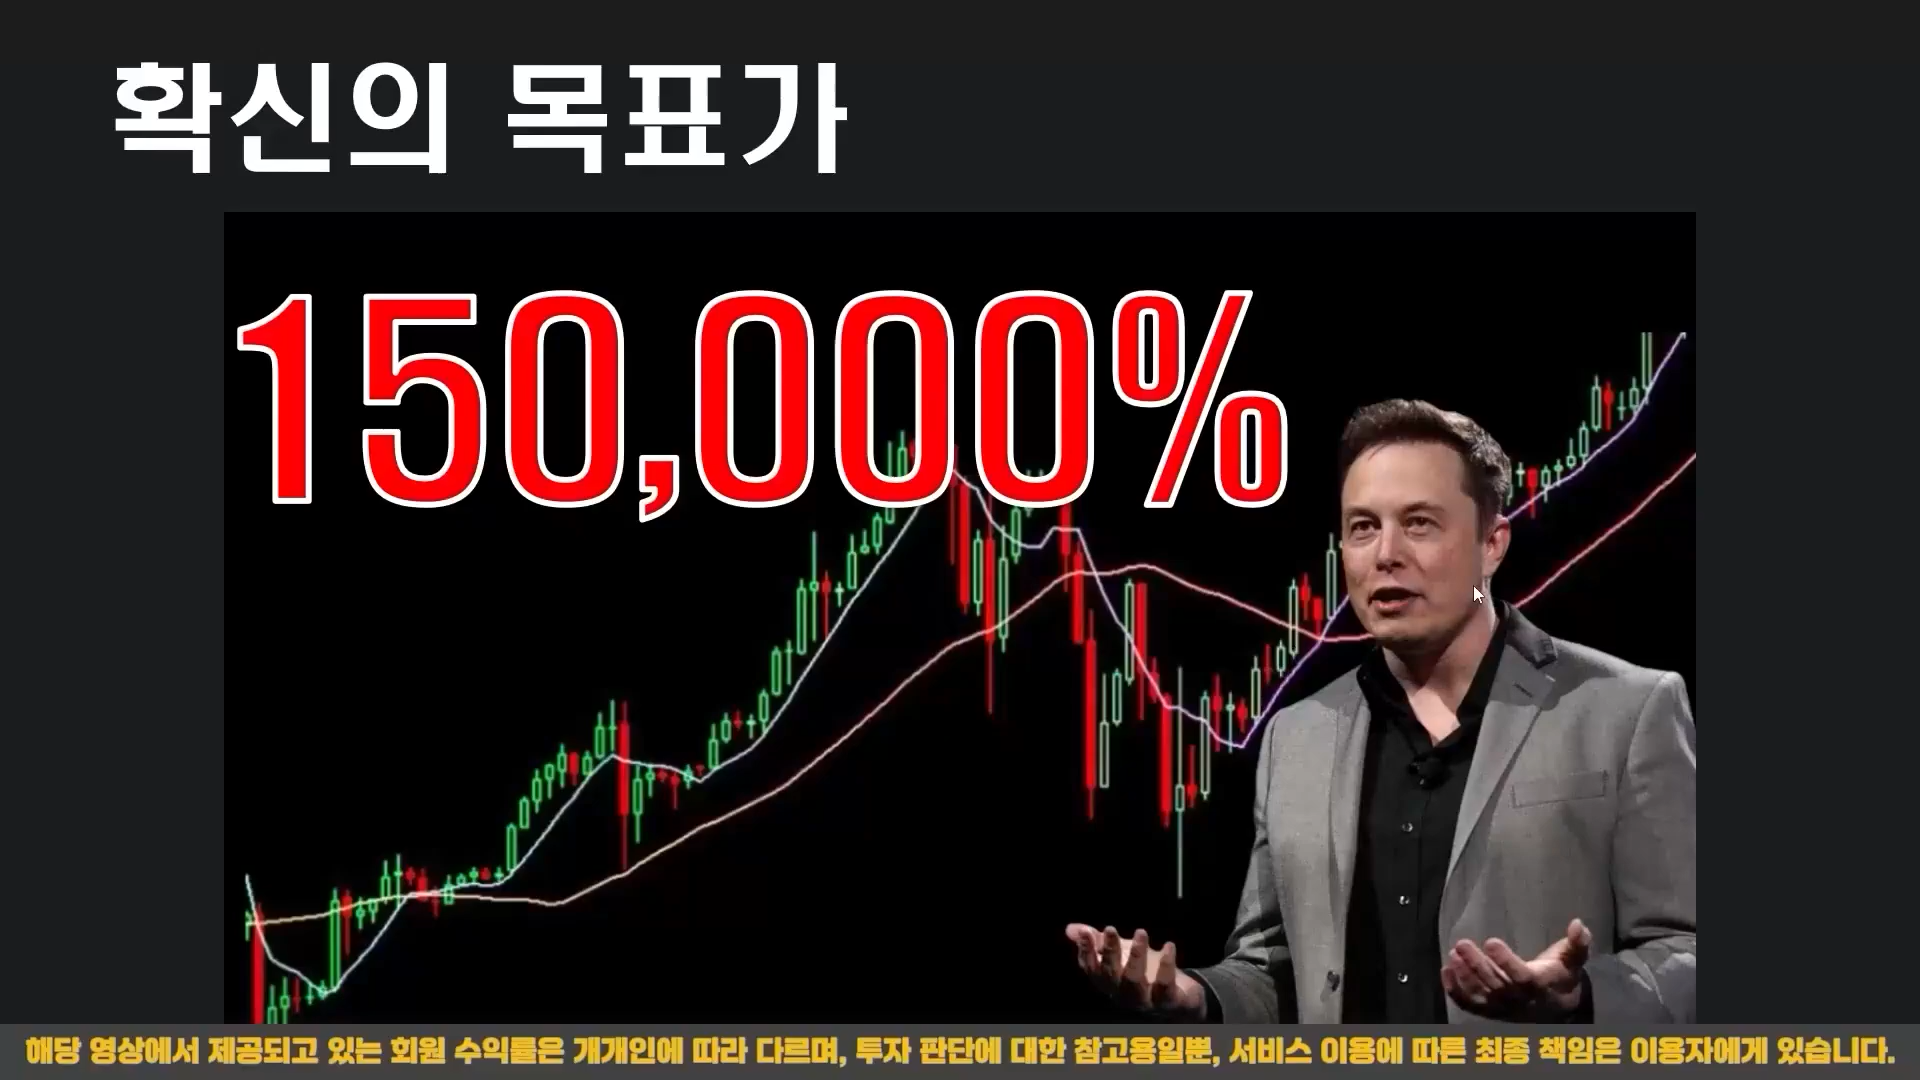 확신의 목표가
150,000%
해당 영상에서 제공되고 있는 회원 수익률은 개개인에 따라 다르며, 투자 판단에 대한 참고용일뿐, 서비스 이용에 따른 최종 책임은 이용자에게 있습니다.